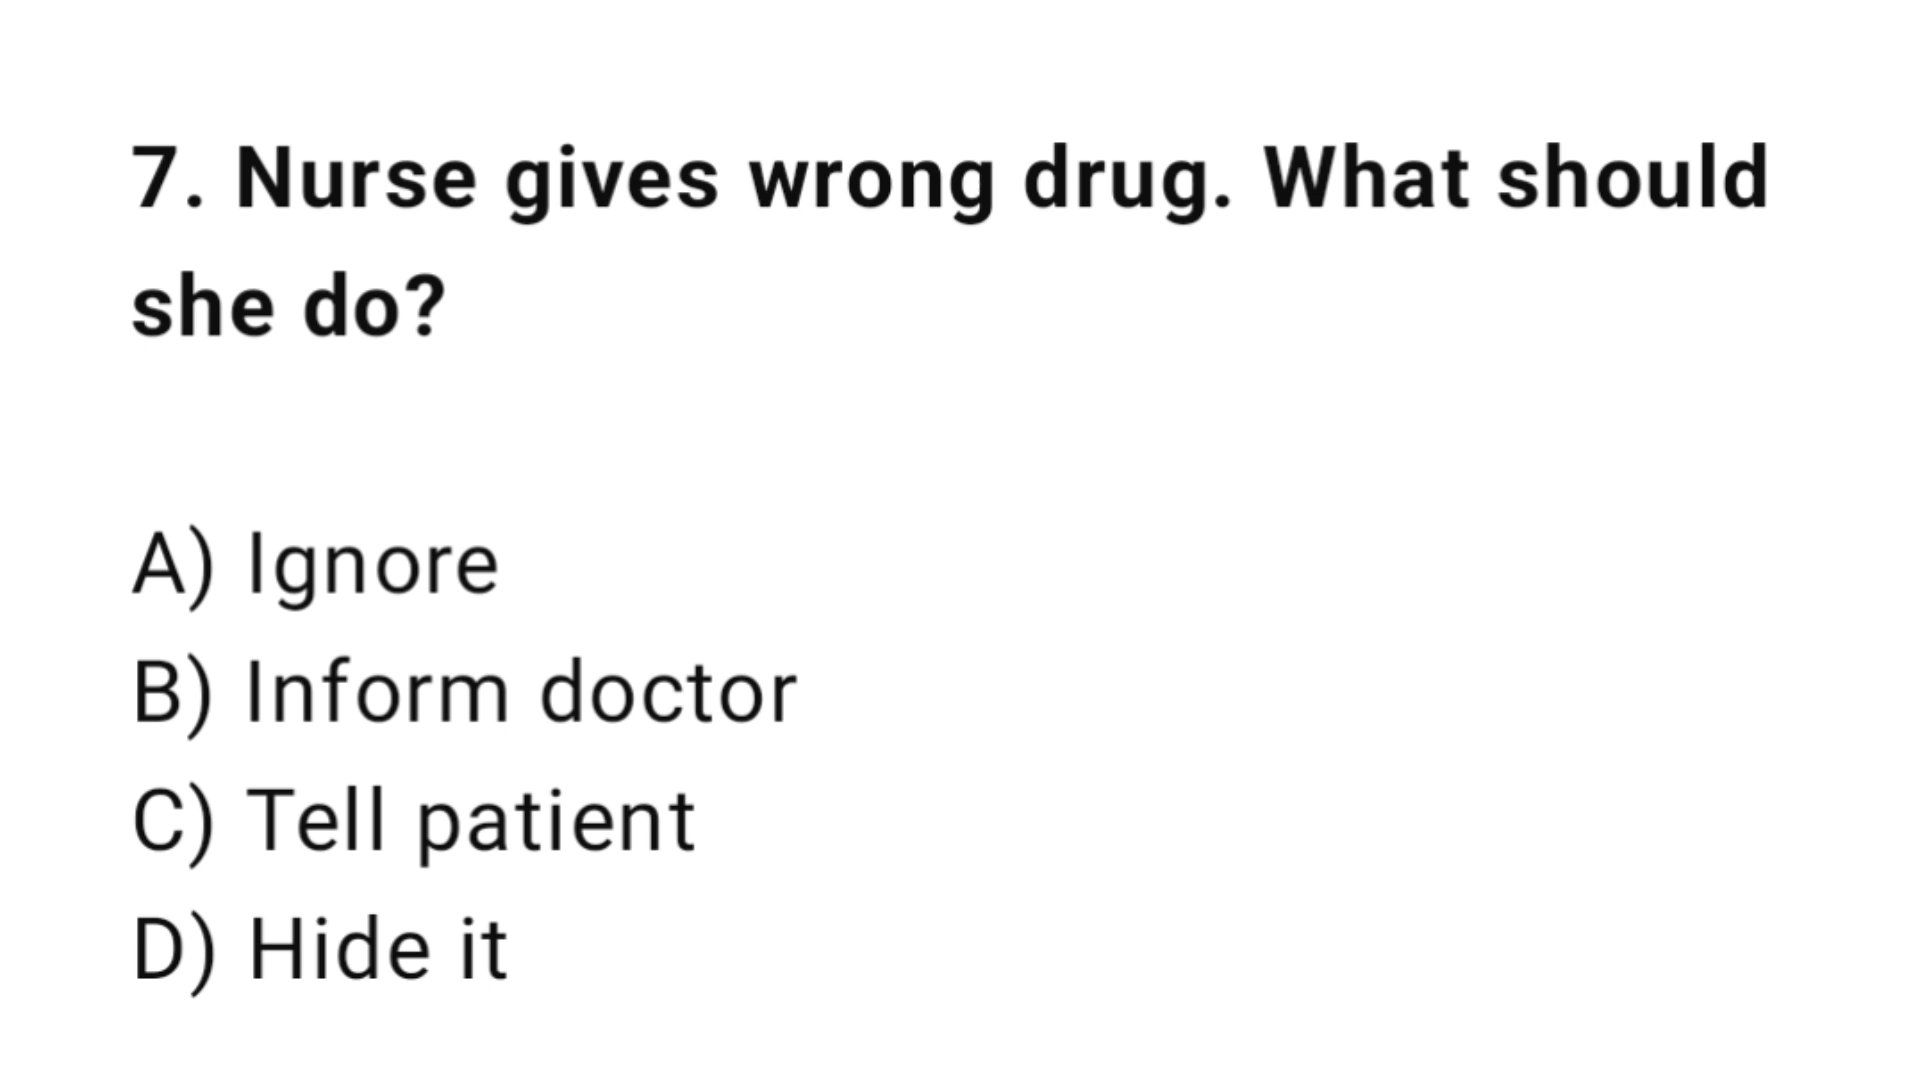 7. Nurse gives wrong drug. What should
she do?
A) Ignore
B) Inform doctor
C) Tell patient
D) Hide it